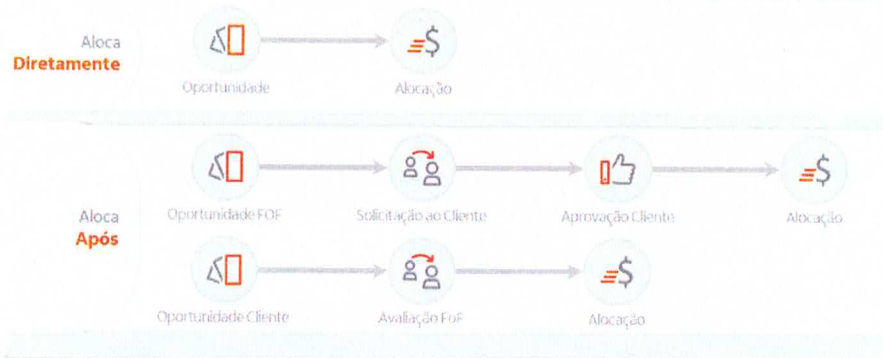 Aloca
Diretamente
Oportunidade
Alocação
Aloca
Após
Oportunidade FOF
Solicitação ao Cliente
Aprovação Cliente
Alocação
Oportunidade Cliente
Avaliação FoF
Alocação